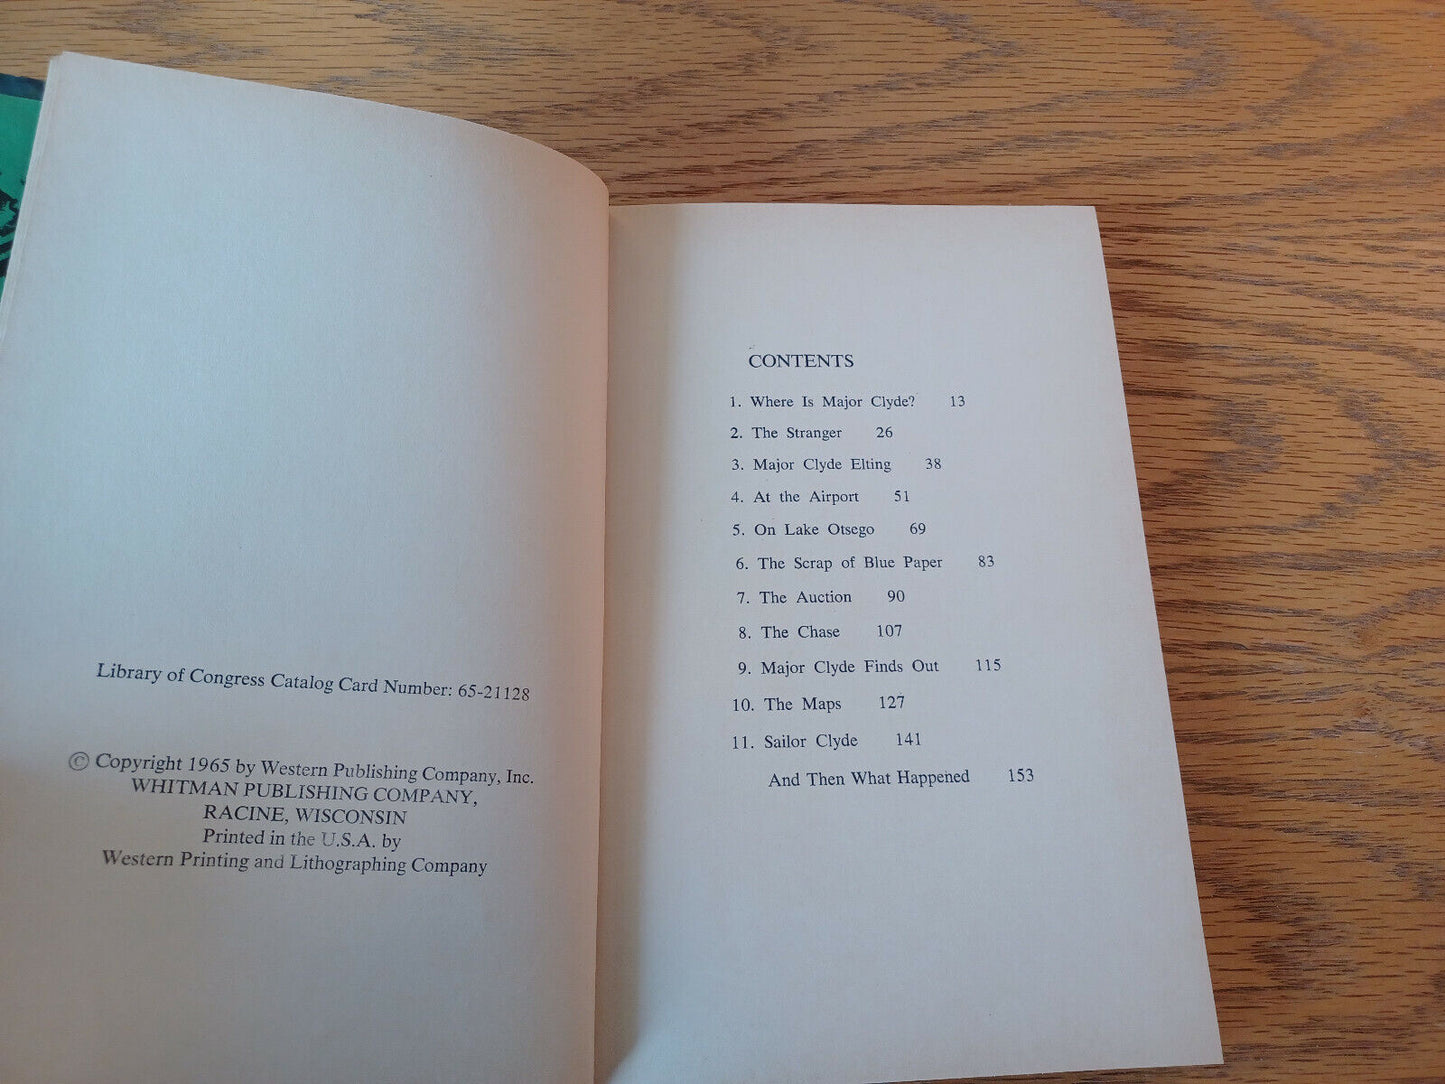 Library of Congress Catalog Card Number: 65-21128
© Copyright 1965 by Western Publishing Company, Inc.
WHITMAN PUBLISHING COMPANY,
RACINE, WISCONSIN
Printed in the U.S.A. by
Western Printing and Lithographing Company
CONTENTS
1. Where Is Major Clyde? 13
2. The Stranger 26
3. Major Clyde Elting 38
4. At the Airport 51
5. On Lake Otsego 69
6. The Scrap of Blue Paper 83
7. The Auction 90
8. The Chase 107
9. Major Clyde Finds Out 115
10. The Maps 127
11. Sailor Clyde 141
And Then What Happened 153